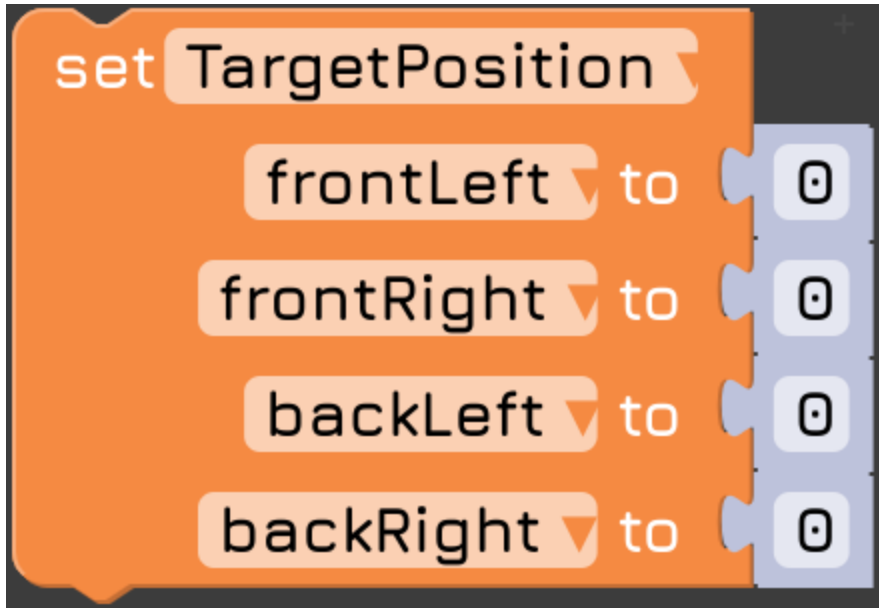 set TargetPosition
frontLeft to 0
frontRight to 0
backLeft to 0
backRight to 0